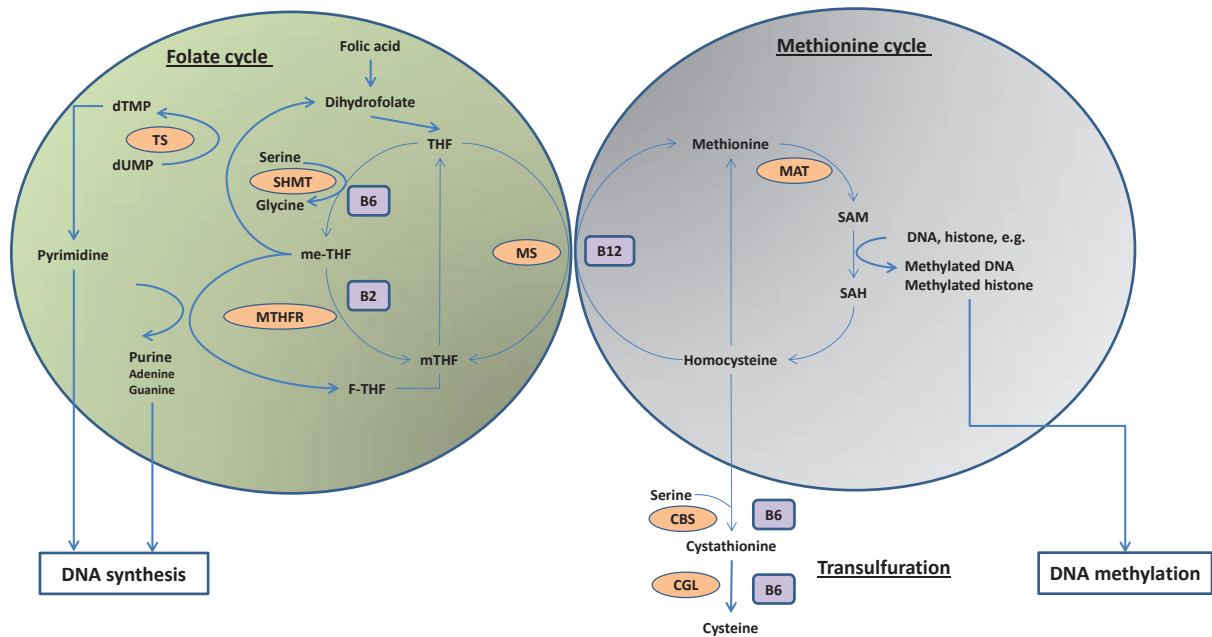 Folate cycle
Folic acid
Dihydrofolate
dTMP
TS
dUMP
THF
Serine
SHMT
Glycine
B6
Pyrimidine
me-THF
B2
MTHFR
Purine
Adenine
Guanine
mTHF
F-THF
MS
B12
DNA synthesis
Methionine cycle
Methionine
MAT
SAM
DNA, histone, e.g.
Methylated DNA
Methylated histone
SAH
Homocysteine
Serine
CBS
B6
Cystathionine
Transulfuration
CGL
B6
Cysteine
DNA methylation